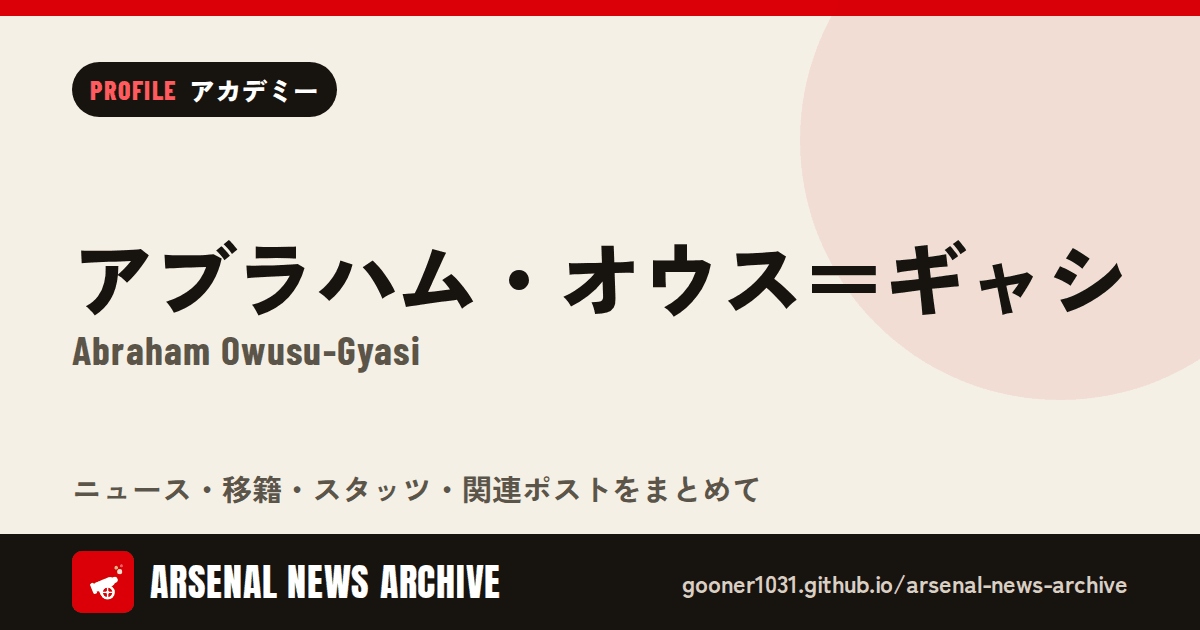 PROFILE アカデミー
アブラハム・オウス＝ギャシ
Abraham Owusu-Gyasi
ニュース・移籍・スタッツ・関連ポストをまとめて
ARSENAL NEWS ARCHIVE
gooner1031.github.io/arsenal-news-archive